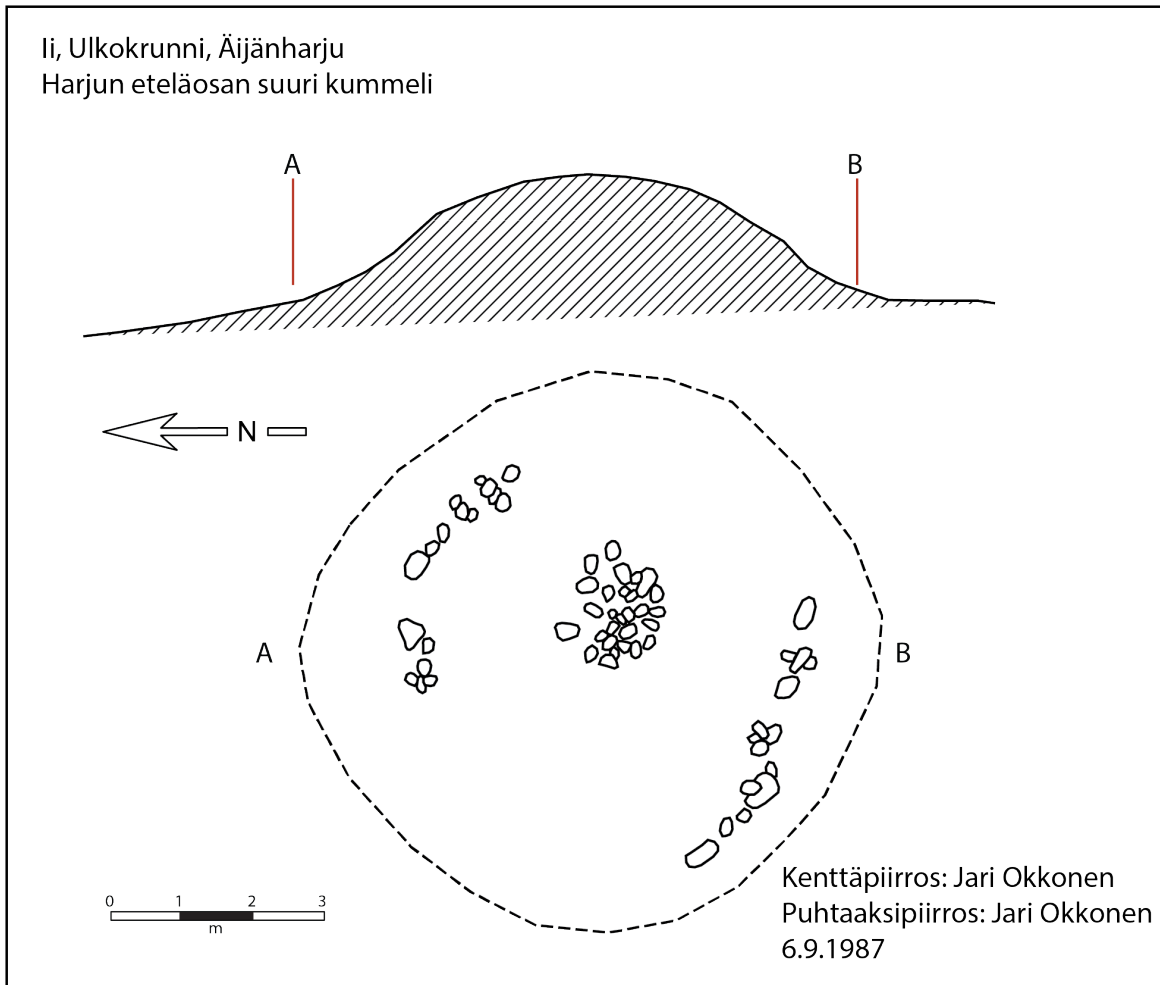 Ii, Ulkokrunni, Äijänharju
Harjun eteläosan suuri kummeli
A
B
N
A
B
0 1 2 3
m
Kenttäpiirros: Jari Okkonen
Puhtaaksipiirros: Jari Okkonen
6.9.1987